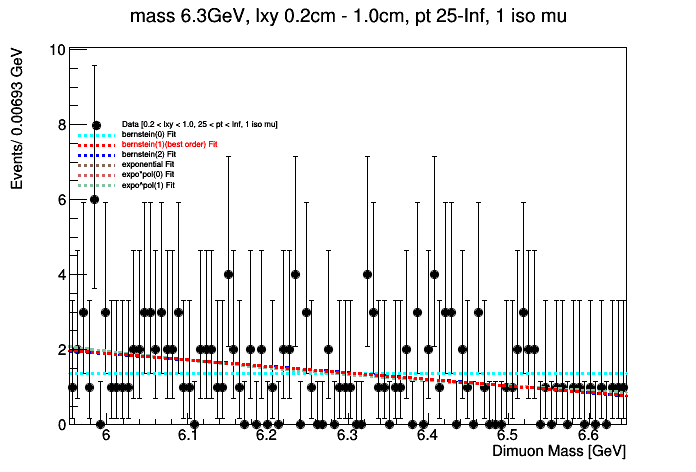 mass 6.3GeV, lxy 0.2cm - 1.0cm, pt 25-Inf, 1 iso mu
Events/ 0.00693 GeV
10
8
6
4
2
0
Data [0.2 < lxy < 1.0, 25 < pt < Inf, 1 iso mu]
bernstein(0) Fit
bernstein(1)(best order) Fit
bernstein(2) Fit
exponential Fit
expo*pol(0) Fit
expo*pol(1) Fit
6 6.1 6.2 6.3 6.4 6.5 6.6
Dimuon Mass [GeV]